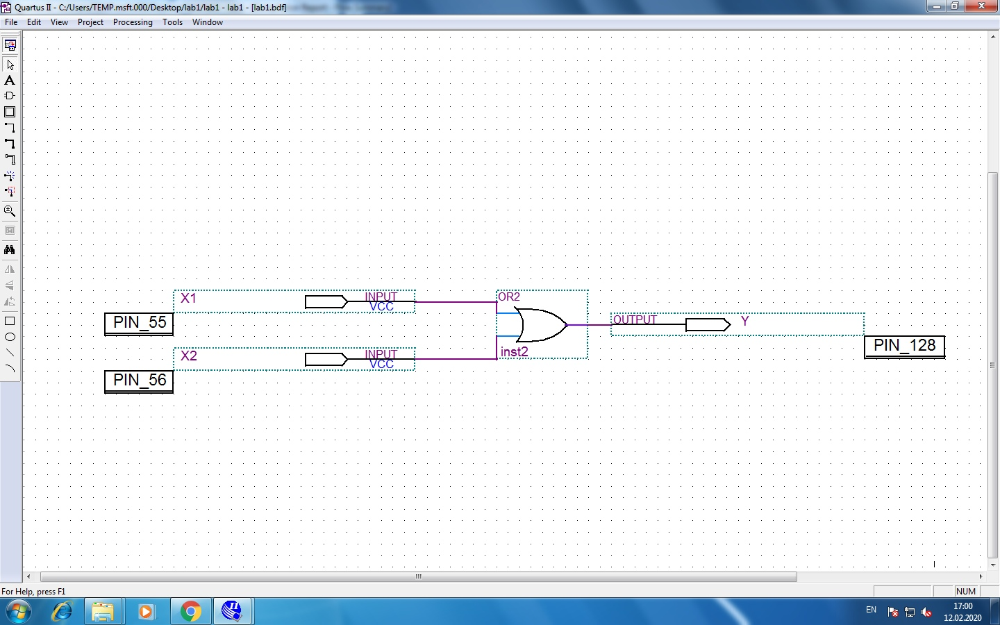 Quartus II - C:/Users/TEMP.msft.000/Desktop/lab1/lab1 - lab1 - [lab1.bdf]
File Edit View Project Processing Tools Window
X1
INPUT
VCC
PIN_55
X2
INPUT
VCC
PIN_56
OR2
inst2
OUTPUT
Y
PIN_128
For Help, press F1
NUM
EN
17:00
12.02.2020